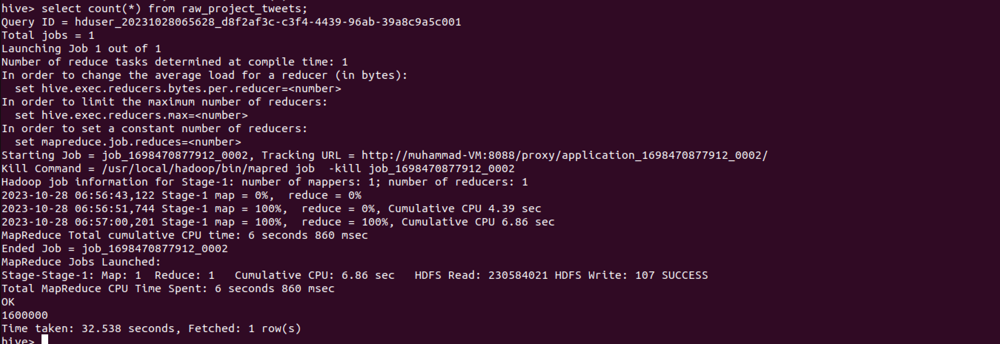 hive> select count(*) from raw_project_tweets;
Query ID = hduser_20231028065628_d8f2af3c-c3f4-4439-96ab-39a8c9a5c001
Total jobs = 1
Launching Job 1 out of 1
Number of reduce tasks determined at compile time: 1
In order to change the average load for a reducer (in bytes):
  set hive.exec.reducers.bytes.per.reducer=<number>
In order to limit the maximum number of reducers:
  set hive.exec.reducers.max=<number>
In order to set a constant number of reducers:
  set mapreduce.job.reduces=<number>
Starting Job = job_1698470877912_0002, Tracking URL = http://muhammad-VM:8088/proxy/application_1698470877912_0002/
Kill Command = /usr/local/hadoop/bin/mapred job  -kill job_1698470877912_0002
Hadoop job information for Stage-1: number of mappers: 1; number of reducers: 1
2023-10-28 06:56:43,122 Stage-1 map = 0%,  reduce = 0%
2023-10-28 06:56:51,744 Stage-1 map = 100%,  reduce = 0%, Cumulative CPU 4.39 sec
2023-10-28 06:57:00,201 Stage-1 map = 100%,  reduce = 100%, Cumulative CPU 6.86 sec
MapReduce Total cumulative CPU time: 6 seconds 860 msec
Ended Job = job_1698470877912_0002
MapReduce Jobs Launched:
Stage-Stage-1: Map: 1  Reduce: 1   Cumulative CPU: 6.86 sec   HDFS Read: 230584021 HDFS Write: 107 SUCCESS
Total MapReduce CPU Time Spent: 6 seconds 860 msec
OK
1600000
Time taken: 32.538 seconds, Fetched: 1 row(s)
hive>